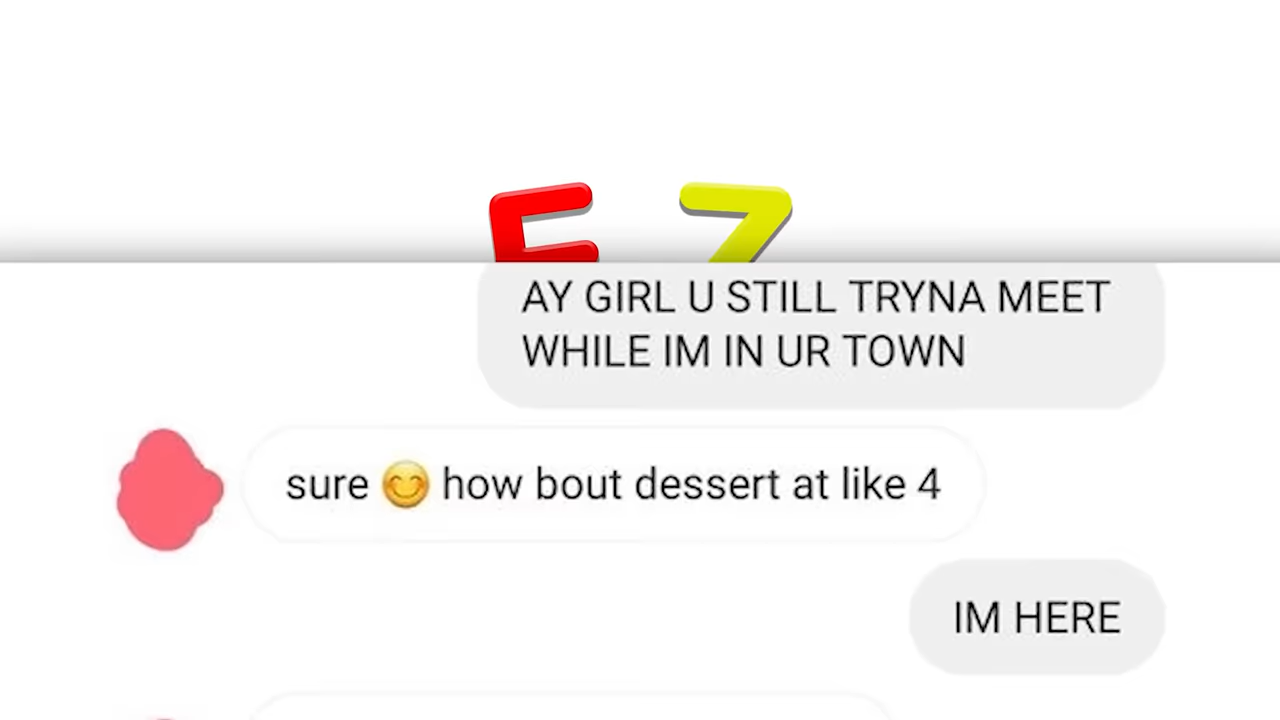 E Z
AY GIRL U STILL TRYNA MEET
WHILE IM IN UR TOWN
sure 😊 how bout dessert at like 4
IM HERE